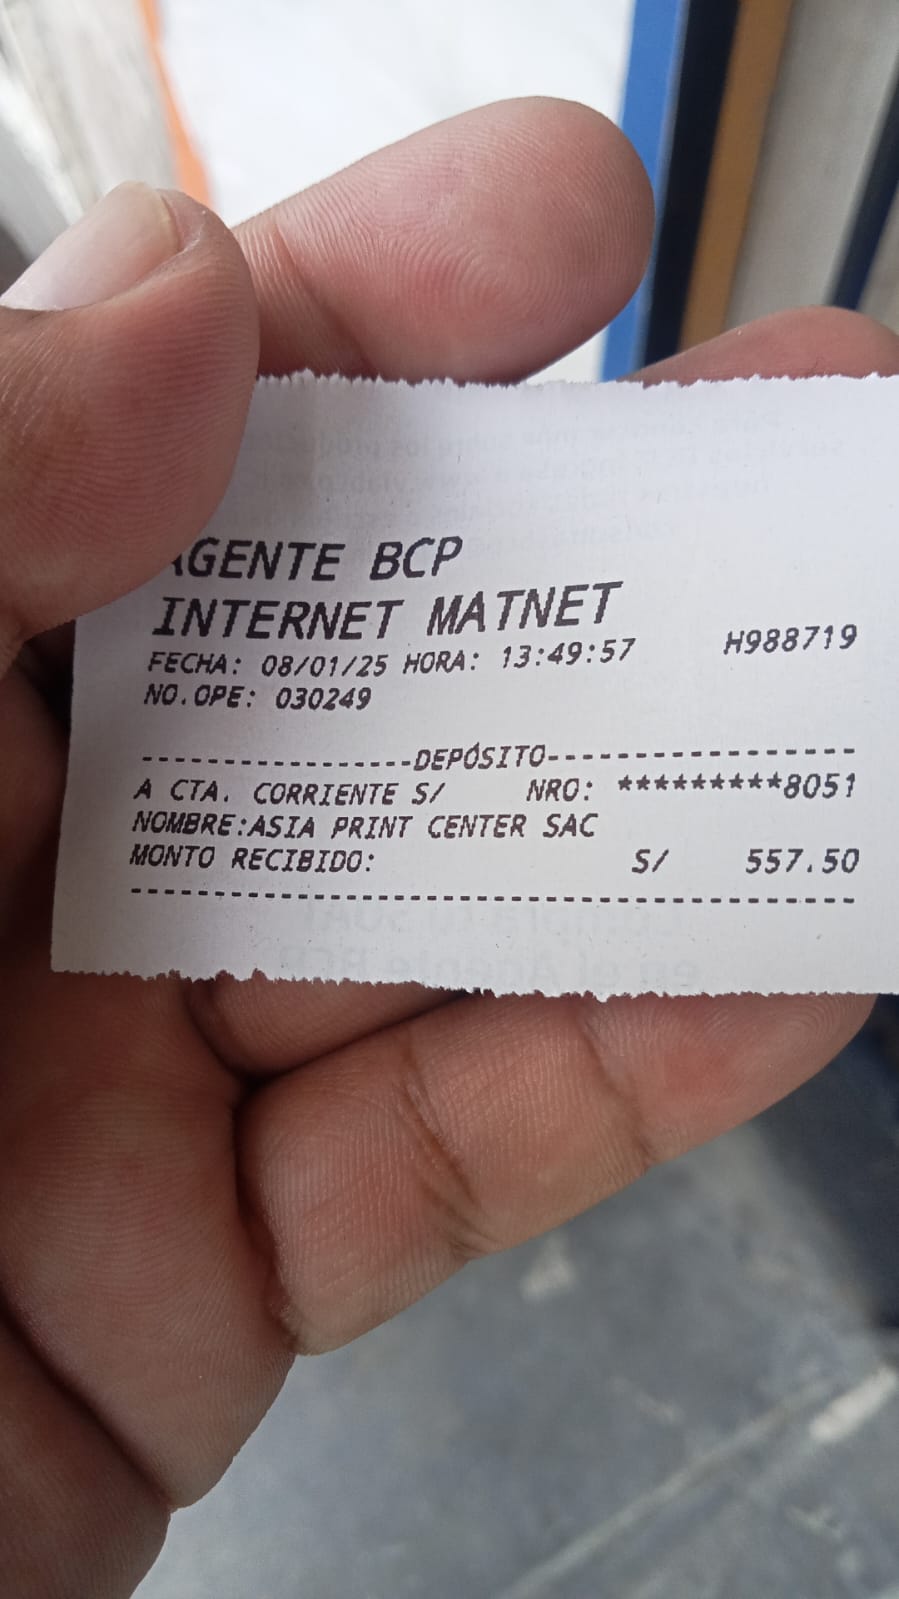 AGENTE BCP
INTERNET MATNET
FECHA: 08/01/25 HORA: 13:49:57 H988719
NO.OPE: 030249
-----------------DEPÓSITO-------------------
A CTA. CORRIENTE S/ NRO: *********8051
NOMBRE:ASIA PRINT CENTER SAC
MONTO RECIBIDO: S/ 557.50
--------------------------------------------